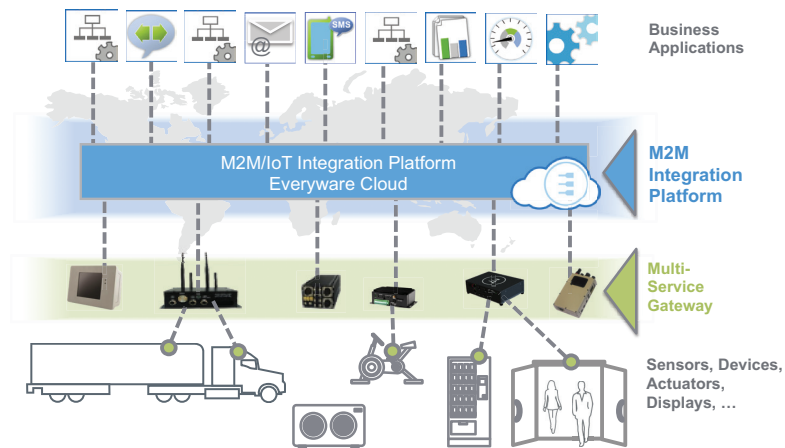 SMS
@
Business
Applications
M2M/IoT Integration Platform
Everyware Cloud
M2M
Integration
Platform
Multi-
Service
Gateway
Sensors, Devices,
Actuators,
Displays, …